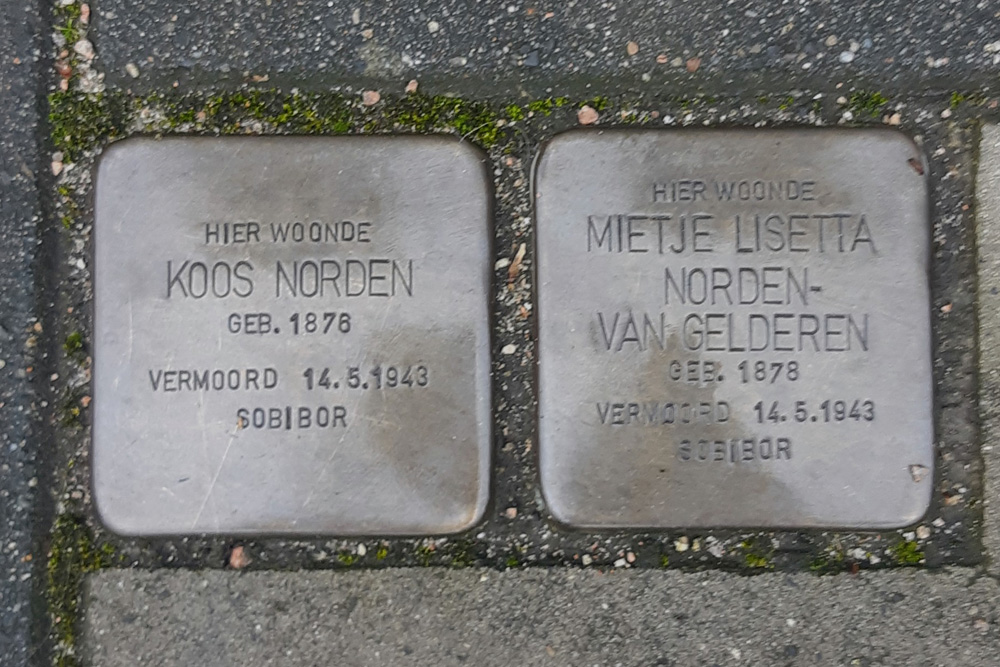 HIER WOONDE
KOOS NORDEN
GEB. 1876
VERMOORD 14.5.1943
SOBIBOR
HIER WOONDE
MIETJE LISETTA
NORDEN-
VAN GELDEREN
GEB. 1878
VERMOORD 14.5.1943
SOBIBOR